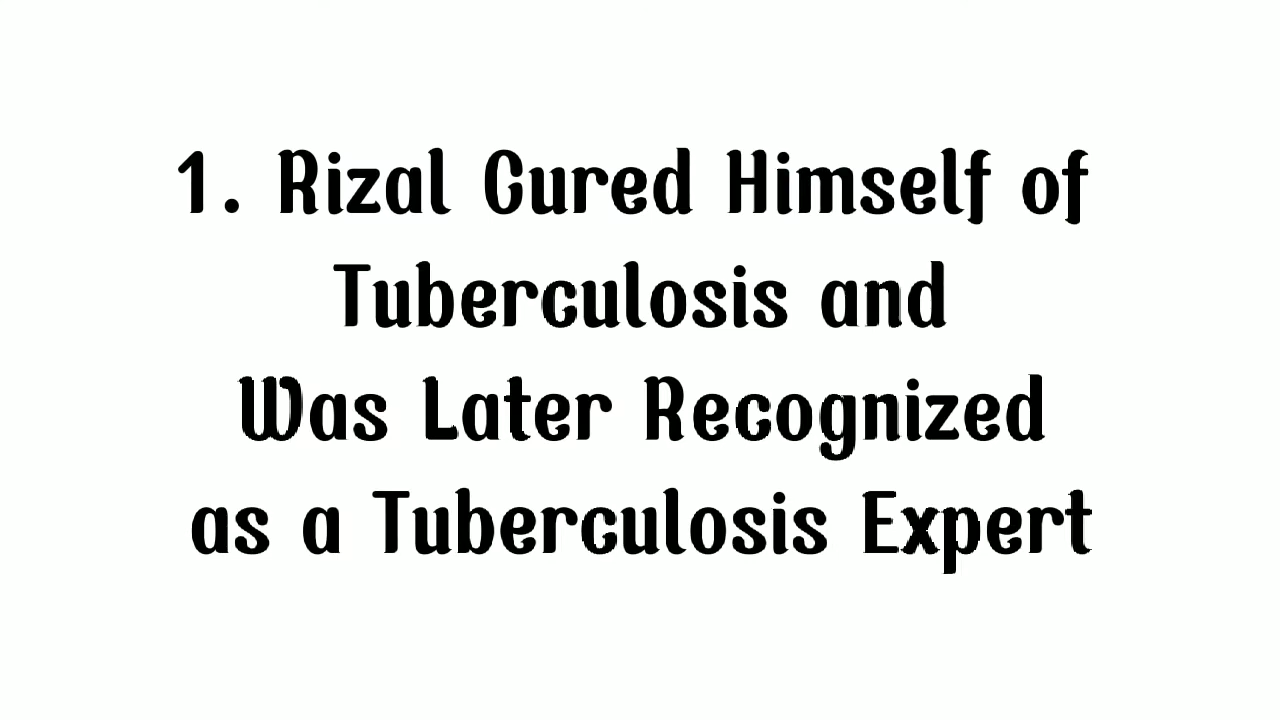 1. Rizal Cured Himself of
Tuberculosis and
Was Later Recognized
as a Tuberculosis Expert